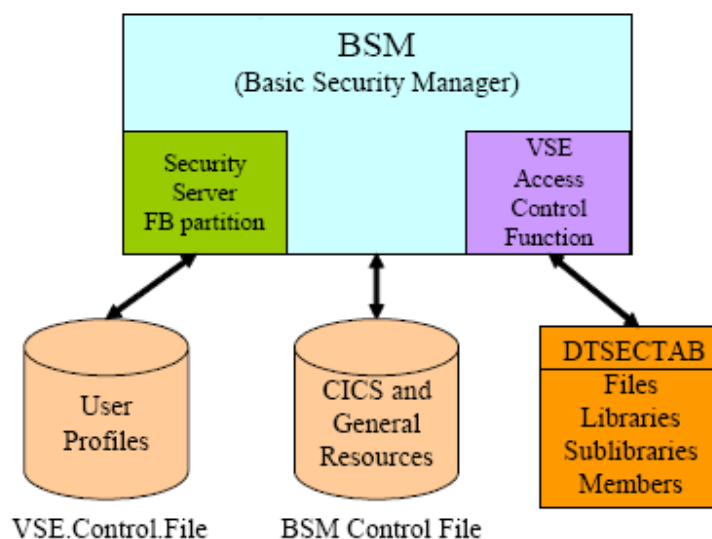 BSM
(Basic Security Manager)
Security
Server
FB partition
VSE
Access
Control
Function
User
Profiles
CICS and
General
Resources
DTSECTAB
Files
Libraries
Sublibraries
Members
VSE.Control.File
BSM Control File